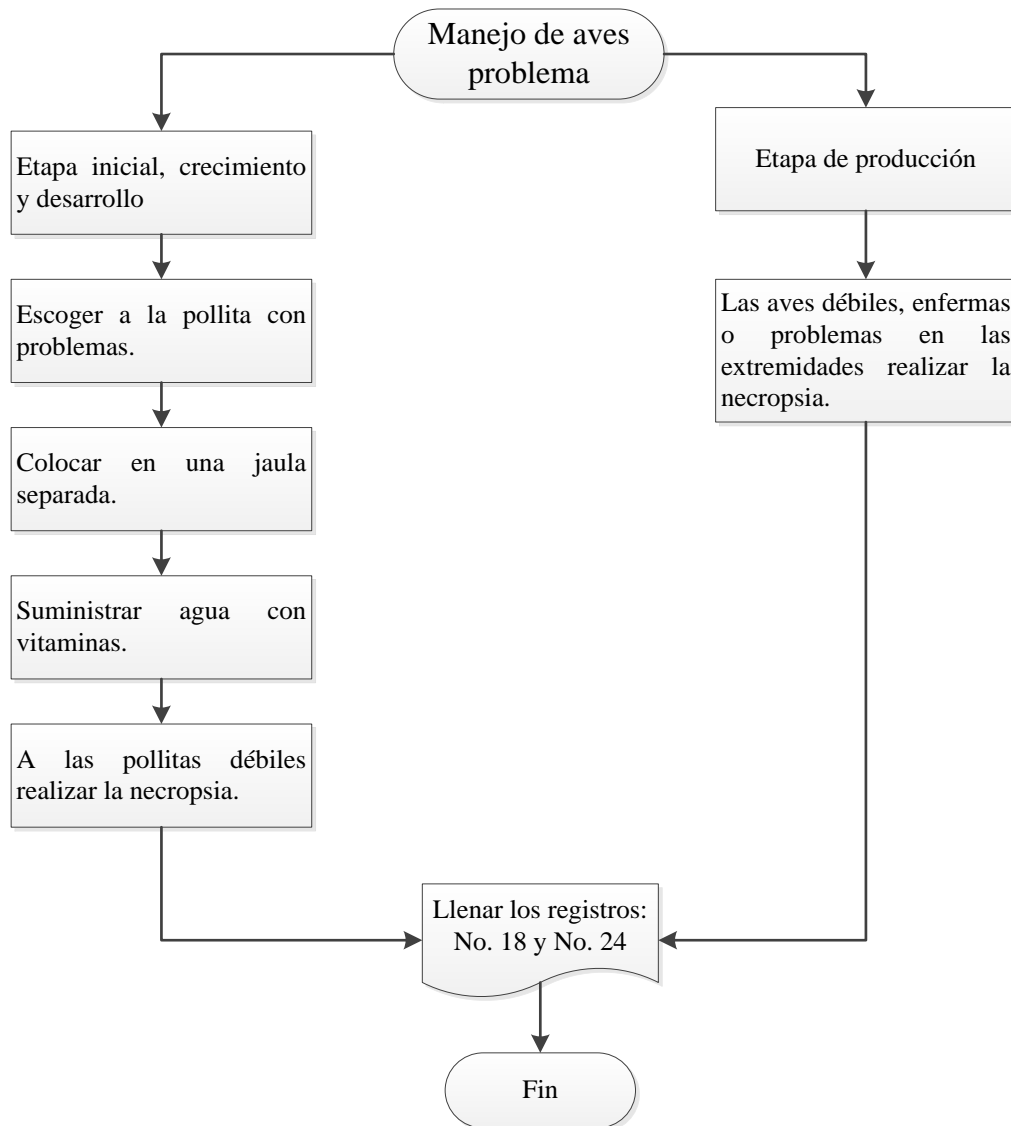 Manejo de aves
problema
Etapa inicial, crecimiento
y desarrollo
Escoger a la pollita con
problemas.
Colocar en una jaula
separada.
Suministrar agua con
vitaminas.
A las pollitas débiles
realizar la necropsia.
Etapa de producción
Las aves débiles, enfermas
o problemas en las
extremidades realizar la
necropsia.
Llenar los registros:
No. 18 y No. 24
Fin